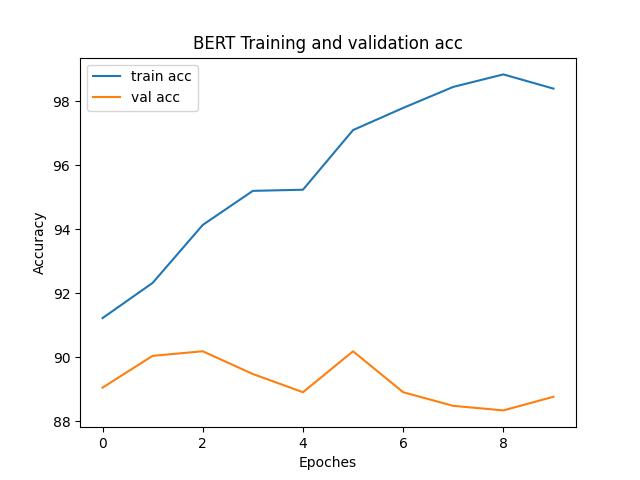 BERT Training and validation acc
train acc
val acc
98
96
94
92
90
88
Accuracy
0 2 4 6 8
Epoches